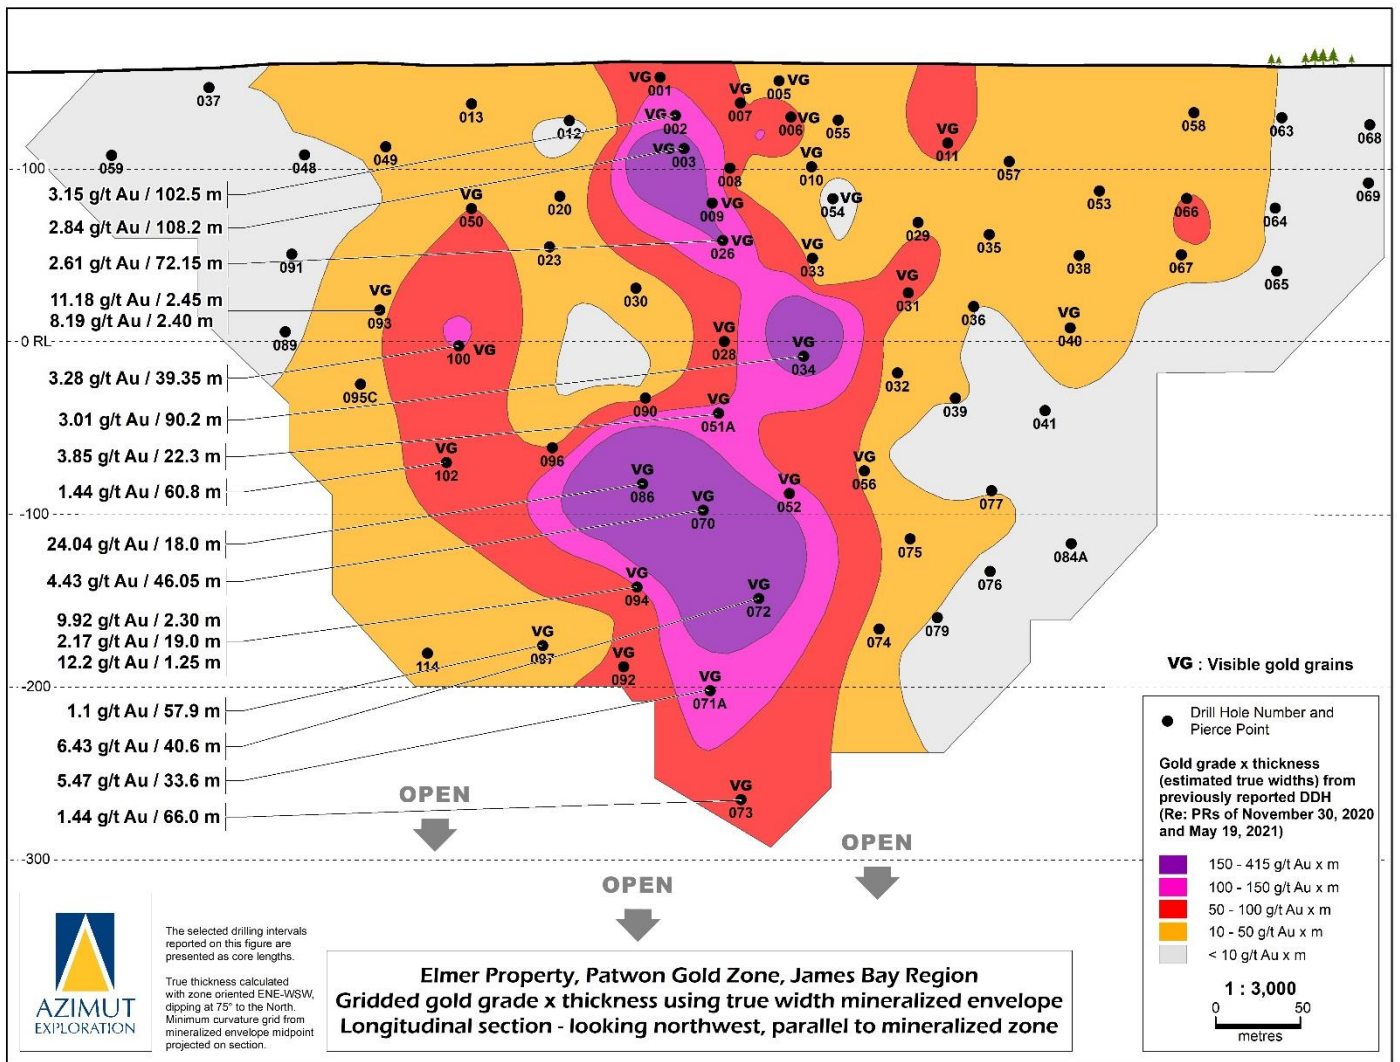 VG
001
037
VG
005
VG
007
013
VG
002
VG
006
055
058
063
068
012
VG
003
VG
011
049
059
048
008
VG
010
057
100
3.15 g/t Au / 102.5 m
VG
050
020
VG
009
VG
054
053
066
064
069
2.84 g/t Au / 108.2 m
029
035
VG
026
023
091
2.61 g/t Au / 72.15 m
VG
033
038
067
065
030
11.18 g/t Au / 2.45 m
8.19 g/t Au / 2.40 m
VG
093
VG
031
036
089
0 RL
VG
100
VG
028
VG
034
VG
040
3.28 g/t Au / 39.35 m
095C
032
090
039
041
3.01 g/t Au / 90.2 m
VG
051A
3.85 g/t Au / 22.3 m
096
VG
102
VG
056
1.44 g/t Au / 60.8 m
VG
086
VG
052
077
VG
070
-100
24.04 g/t Au / 18.0 m
075
084A
4.43 g/t Au / 46.05 m
076
VG
094
VG
072
9.92 g/t Au / 2.30 m
2.17 g/t Au / 19.0 m
12.2 g/t Au / 1.25 m
079
074
114
VG
087
VG
092
VG
071A
-200
1.1 g/t Au / 57.9 m
6.43 g/t Au / 40.6 m
5.47 g/t Au / 33.6 m
1.44 g/t Au / 66.0 m
VG
073
OPEN
OPEN
OPEN
-300
VG : Visible gold grains
Drill Hole Number and
Pierce Point
Gold grade x thickness
(estimated true widths) from
previously reported DDH
(Re: PRs of November 30, 2020
and May 19, 2021)
150 - 415 g/t Au x m
100 - 150 g/t Au x m
50 - 100 g/t Au x m
10 - 50 g/t Au x m
< 10 g/t Au x m
1 : 3,000
0 50
metres
AZIMUT
EXPLORATION
The selected drilling intervals
reported on this figure are
presented as core lengths.
True thickness calculated
with zone oriented ENE-WSW,
dipping at 75° to the North.
Minimum curvature grid from
mineralized envelope midpoint
projected on section.
Elmer Property, Patwon Gold Zone, James Bay Region
Gridded gold grade x thickness using true width mineralized envelope
Longitudinal section - looking northwest, parallel to mineralized zone